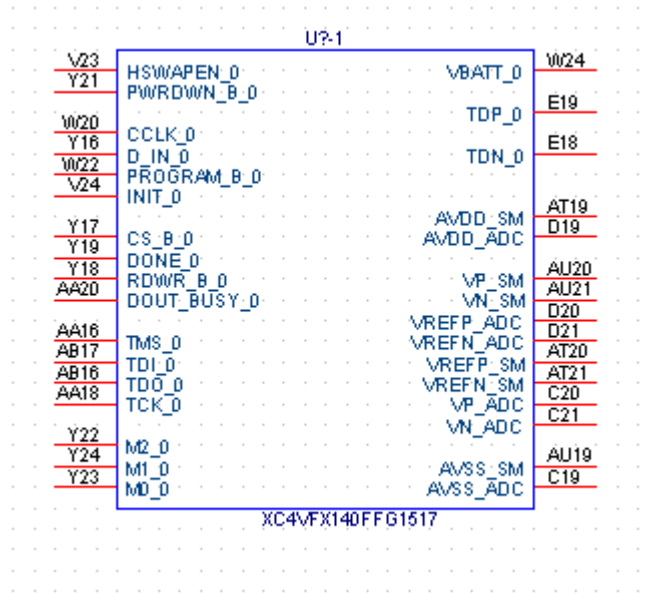 U?-1
V23 HSWAPEN_0
Y21 PWRDWN_B_0
W20 CCLK_0
Y16 D_IN_0
W22 PROGRAM_B_0
V24 INIT_0
Y17 CS_B_0
Y19 DONE_0
Y18 RDWR_B_0
AA20 DOUT_BUSY_0
AA16 TMS_0
AB17 TDI_0
AB16 TDO_0
AA18 TCK_0
Y22 M2_0
Y24 M1_0
Y23 M0_0
VBATT_0 W24
TDP_0 E19
TDN_0 E18
AVDD_SM AT19
AVDD_ADC D19
VP_SM AU20
VN_SM AU21
VREFP_ADC D20
VREFN_ADC D21
VREFP_SM AT20
VREFN_SM AT21
VP_ADC C20
VN_ADC C21
AVSS_SM AU19
AVSS_ADC C19
XC4VFX140FFG1517